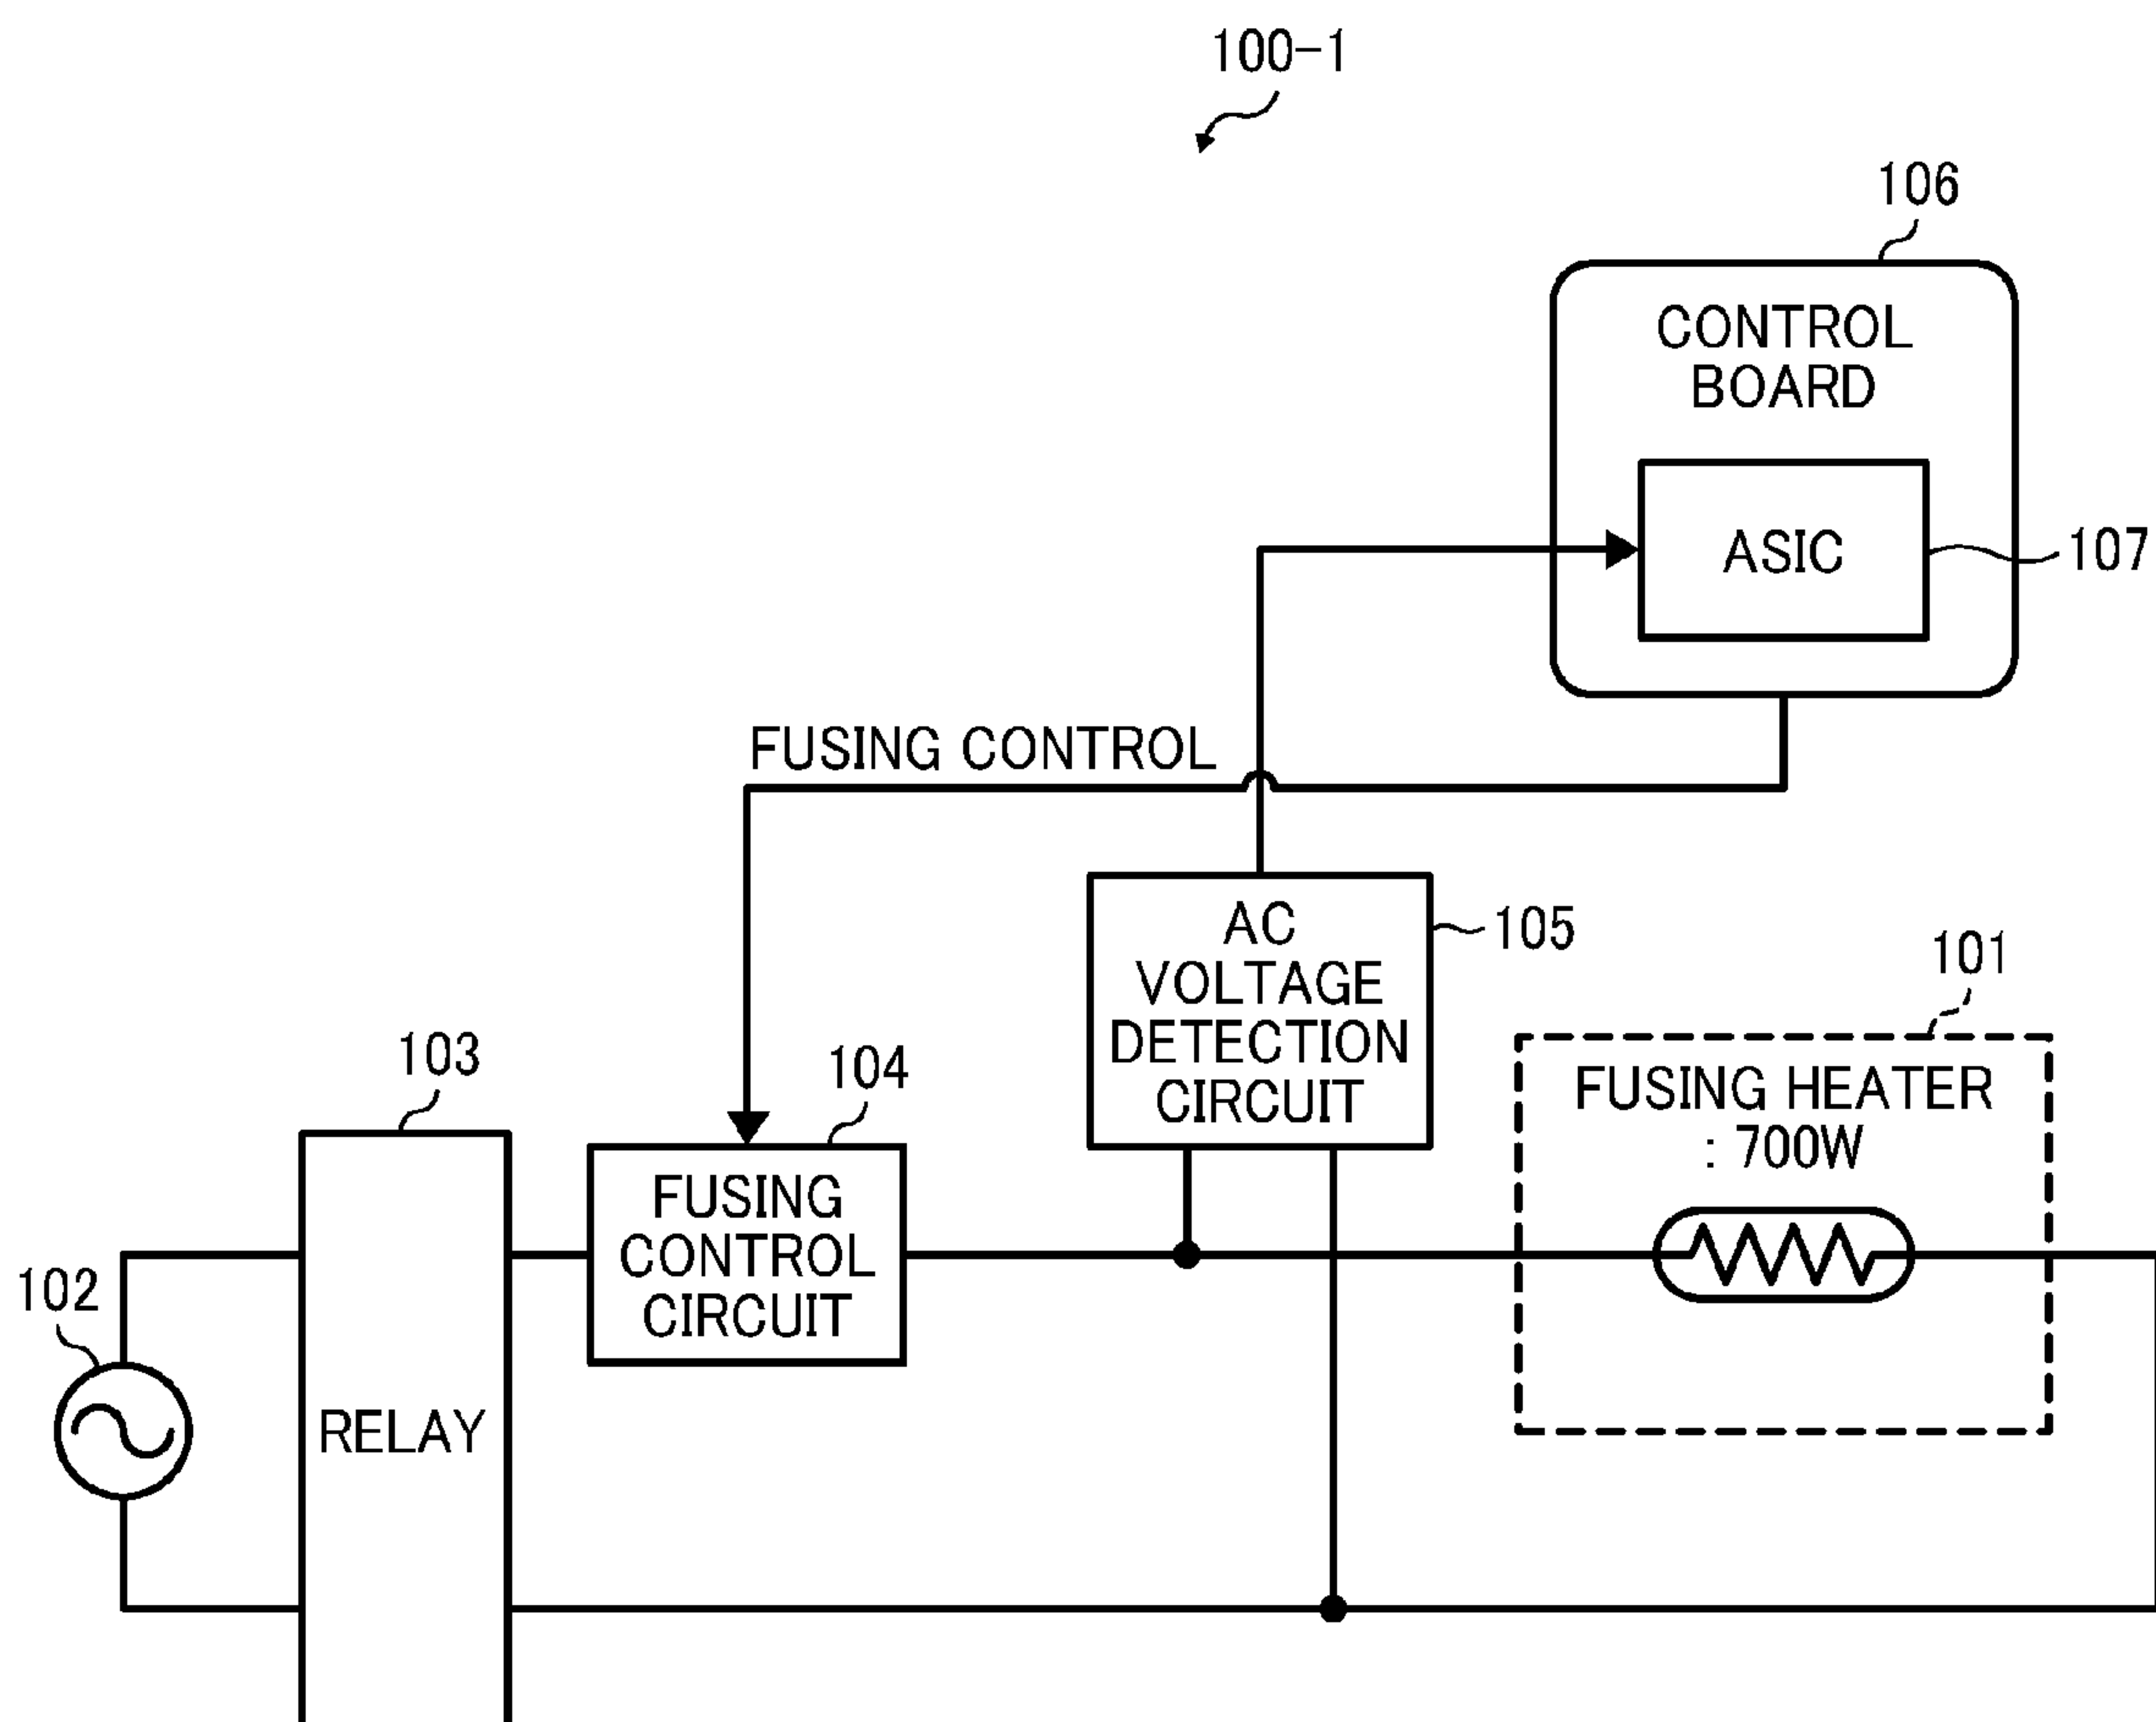 100-1
106
CONTROL
BOARD
ASIC
107
FUSING CONTROL
AC
VOLTAGE
DETECTION
CIRCUIT
105
101
FUSING HEATER
: 700W
103
104
FUSING
CONTROL
CIRCUIT
102
RELAY